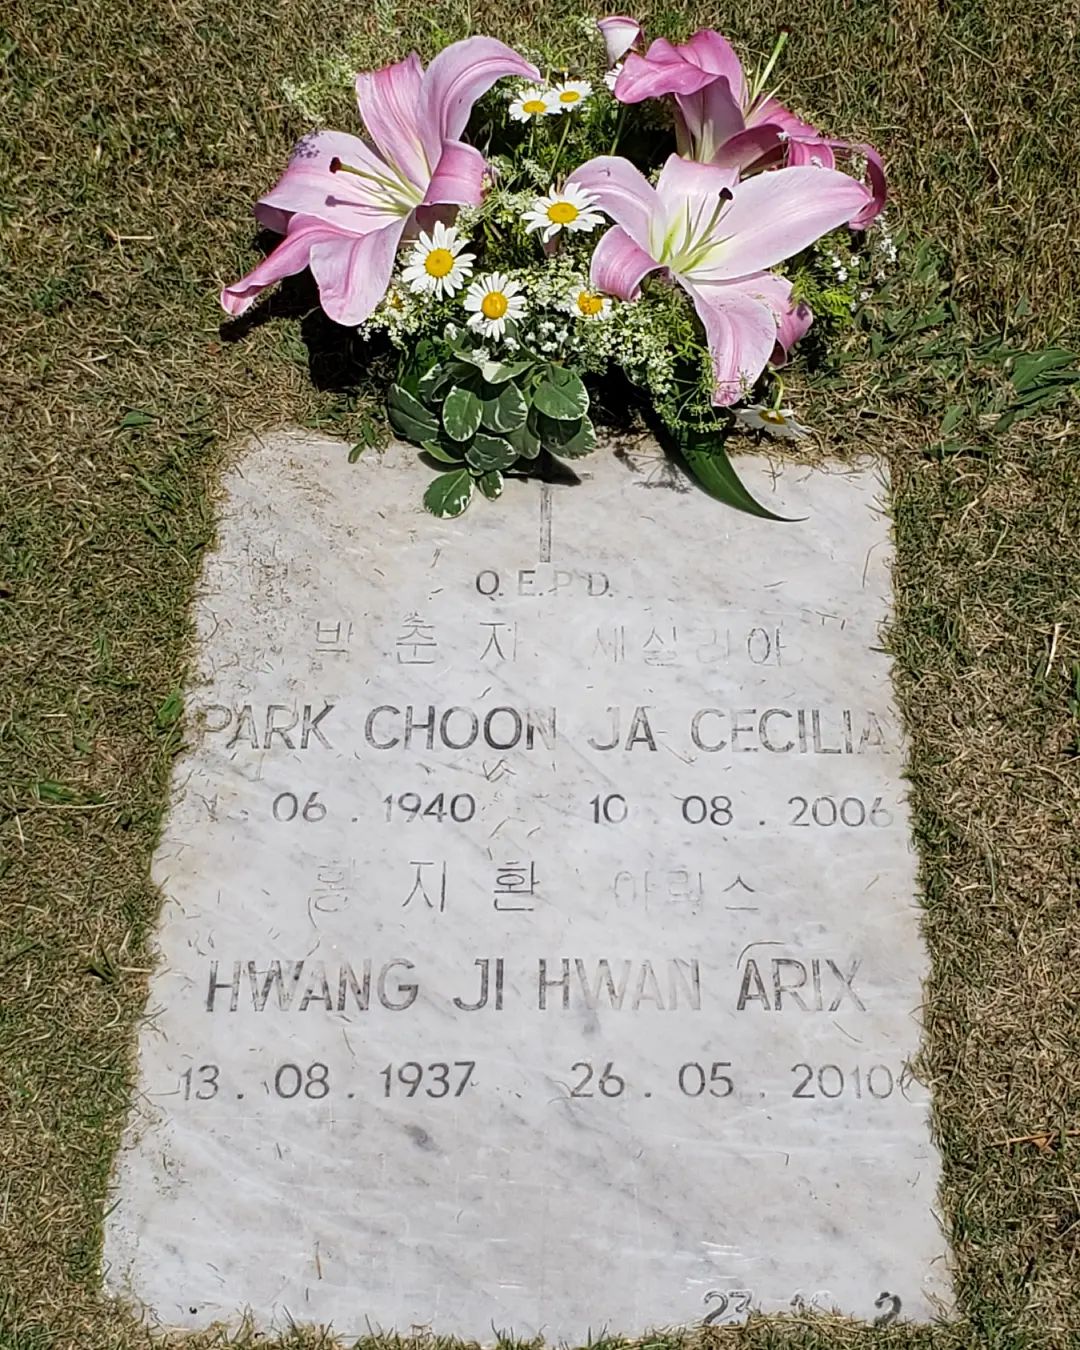 Q.E.P.D.
박 춘 자 세실리아
PARK CHOON JA CECILIA
06 . 1940 10 . 08 . 2006
황 지 환 아릭스
HWANG JI HWAN ARIX
13 . 08 . 1937 26 . 05 . 2010